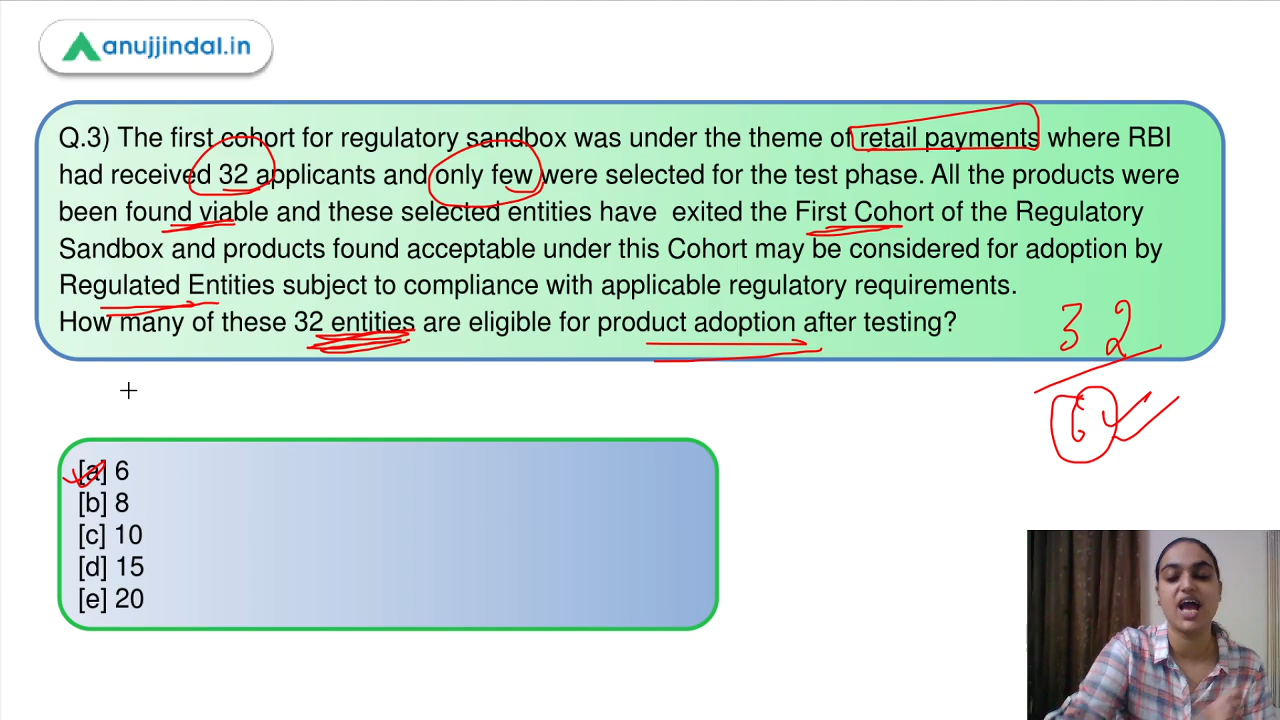 anujjindal.in
Q.3) The first cohort for regulatory sandbox was under the theme of retail payments where RBI
had received 32 applicants and only few were selected for the test phase. All the products were
been found viable and these selected entities have exited the First Cohort of the Regulatory
Sandbox and products found acceptable under this Cohort may be considered for adoption by
Regulated Entities subject to compliance with applicable regulatory requirements.
How many of these 32 entities are eligible for product adoption after testing?
32
6
[a] 6
[b] 8
[c] 10
[d] 15
[e] 20